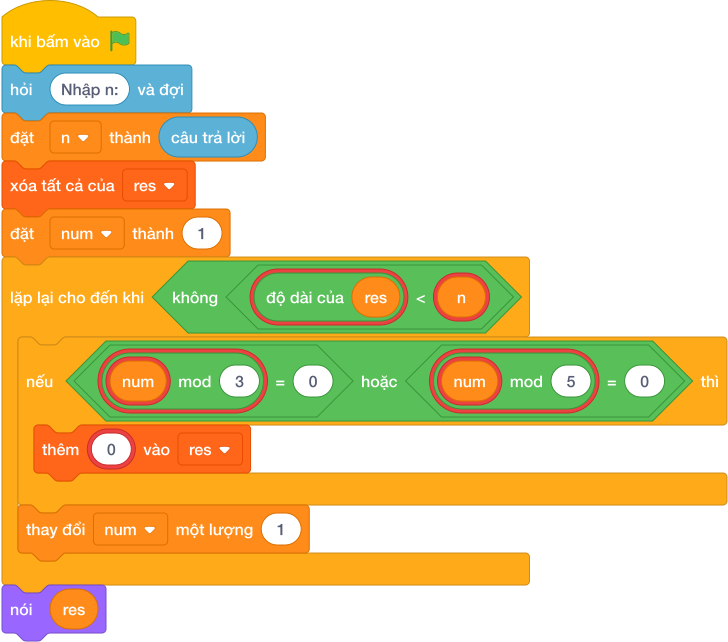 khi bấm vào
hỏi Nhập n: và đợi
đặt n thành câu trả lời
xóa tất cả của res
đặt num thành 1
lặp lại cho đến khi không độ dài của res < n
nếu num mod 3 = 0 hoặc num mod 5 = 0 thì
thêm 0 vào res
thay đổi num một lượng 1
nói res